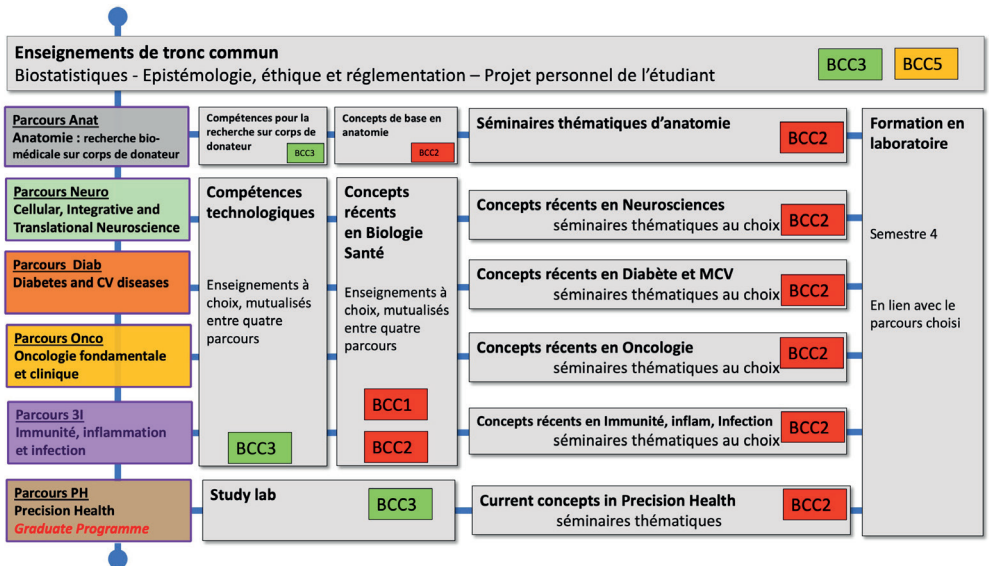 Enseignements de tronc commun
Biostatistiques - Epistémologie, éthique et réglementation – Projet personnel de l'étudiant
BCC3
BCC5
Parcours Anat
Anatomie : recherche bio-
médicale sur corps de donateur
Compétences pour la
recherche sur corps de
donateur
BCC3
Concepts de base en
anatomie
BCC2
Séminaires thématiques d'anatomie
BCC2
Formation en
laboratoire
Semestre 4
En lien avec le
parcours choisi
Parcours Neuro
Cellular, Integrative and
Translational Neuroscience
Compétences
technologiques
Enseignements à
choix, mutualisés
entre quatre
parcours
BCC3
Concepts
récents
en Biologie
Santé
Enseignements à
choix, mutualisés
entre quatre
parcours
BCC1
BCC2
Concepts récents en Neurosciences
séminaires thématiques au choix
BCC2
Parcours Diab
Diabetes and CV diseases
Concepts récents en Diabète et MCV
séminaires thématiques au choix
BCC2
Parcours Onco
Oncologie fondamentale
et clinique
Concepts récents en Oncologie
séminaires thématiques au choix
BCC2
Parcours 3I
Immunité, inflammation
et infection
Concepts récents en Immunité, inflam, Infection
séminaires thématiques au choix
BCC2
Parcours PH
Precision Health
Graduate Programme
Study lab
BCC3
Current concepts in Precision Health
séminaires thématiques
BCC2